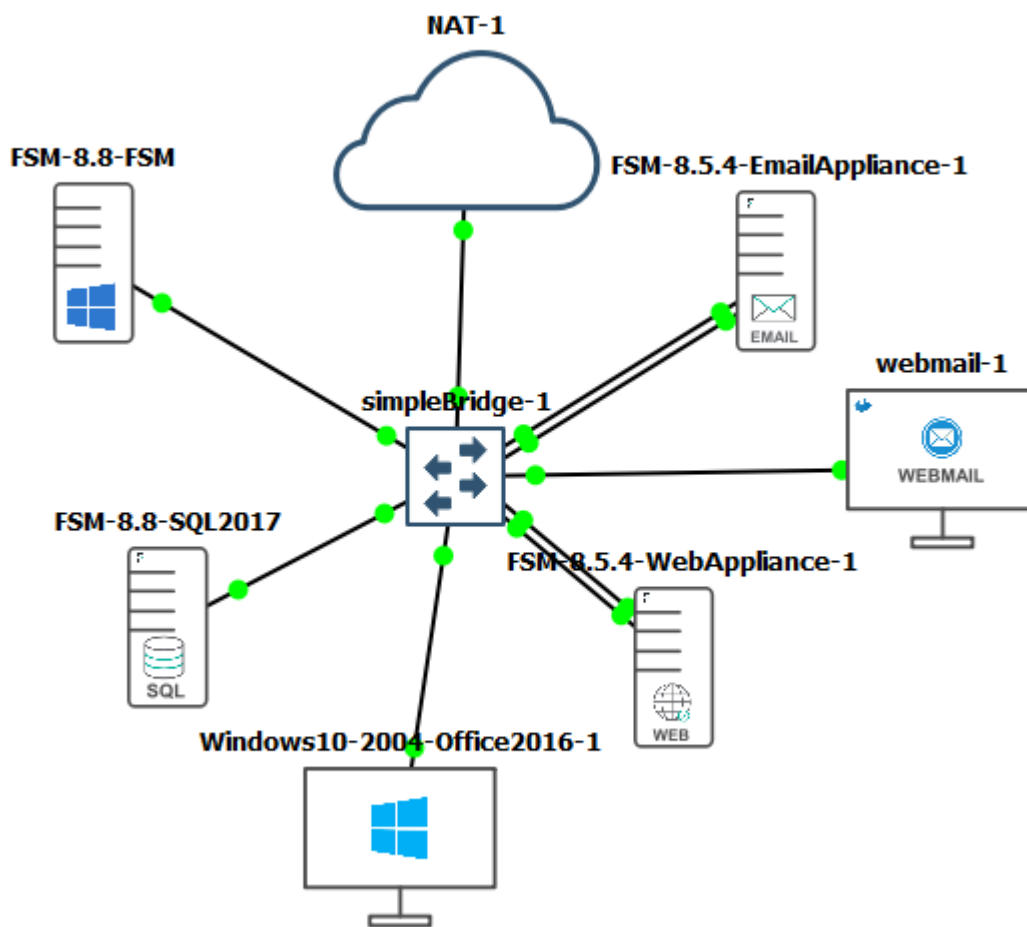 NAT-1
FSM-8.8-FSM
FSM-8.5.4-EmailAppliance-1
EMAIL
webmail-1
WEBMAIL
simpleBridge-1
FSM-8.8-SQL2017
SQL
FSM-8.5.4-WebAppliance-1
WEB
Windows10-2004-Office2016-1